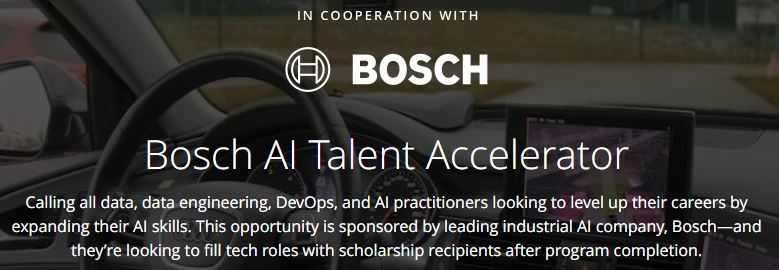 IN COOPERATION WITH
BOSCH
Bosch AI Talent Accelerator
Calling all data, data engineering, DevOps, and AI practitioners looking to level up their careers by
expanding their AI skills. This opportunity is sponsored by leading industrial AI company, Bosch—and
they're looking to fill tech roles with scholarship recipients after program completion.